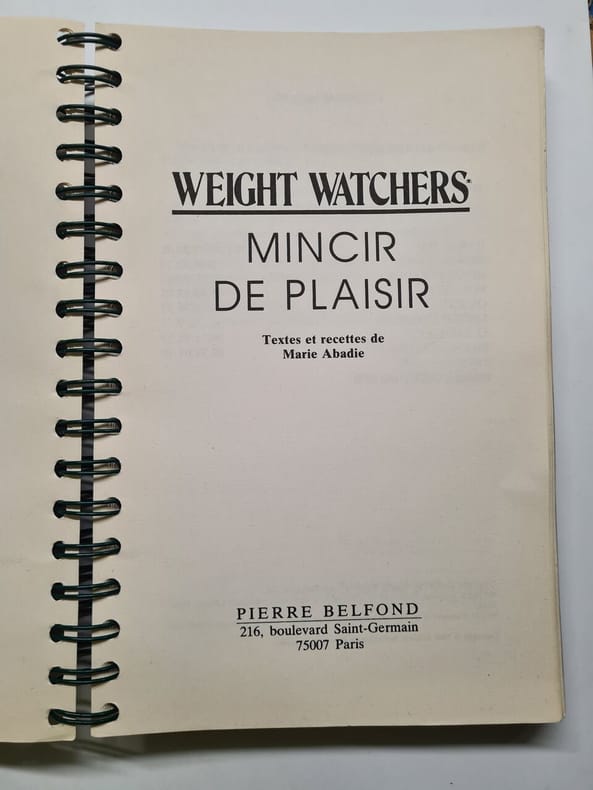 WEIGHT WATCHERS
MINCIR
DE PLAISIR
Textes et recettes de
Marie Abadie
PIERRE BELFOND
216, boulevard Saint-Germain
75007 Paris